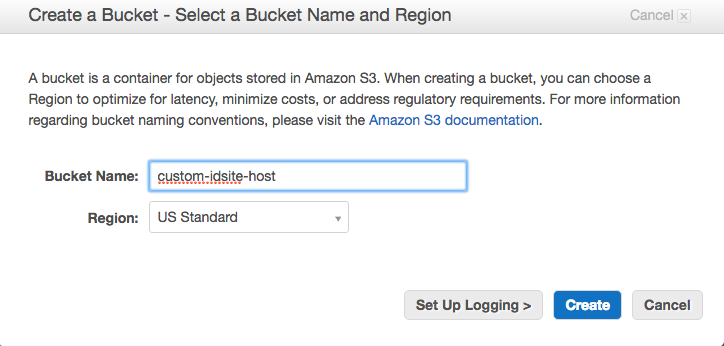 Create a Bucket - Select a Bucket Name and Region Cancel x
A bucket is a container for objects stored in Amazon S3. When creating a bucket, you can choose a
Region to optimize for latency, minimize costs, or address regulatory requirements. For more information
regarding bucket naming conventions, please visit the Amazon S3 documentation.
Bucket Name: custom-idsite-host
Region: US Standard
Set Up Logging > Create Cancel